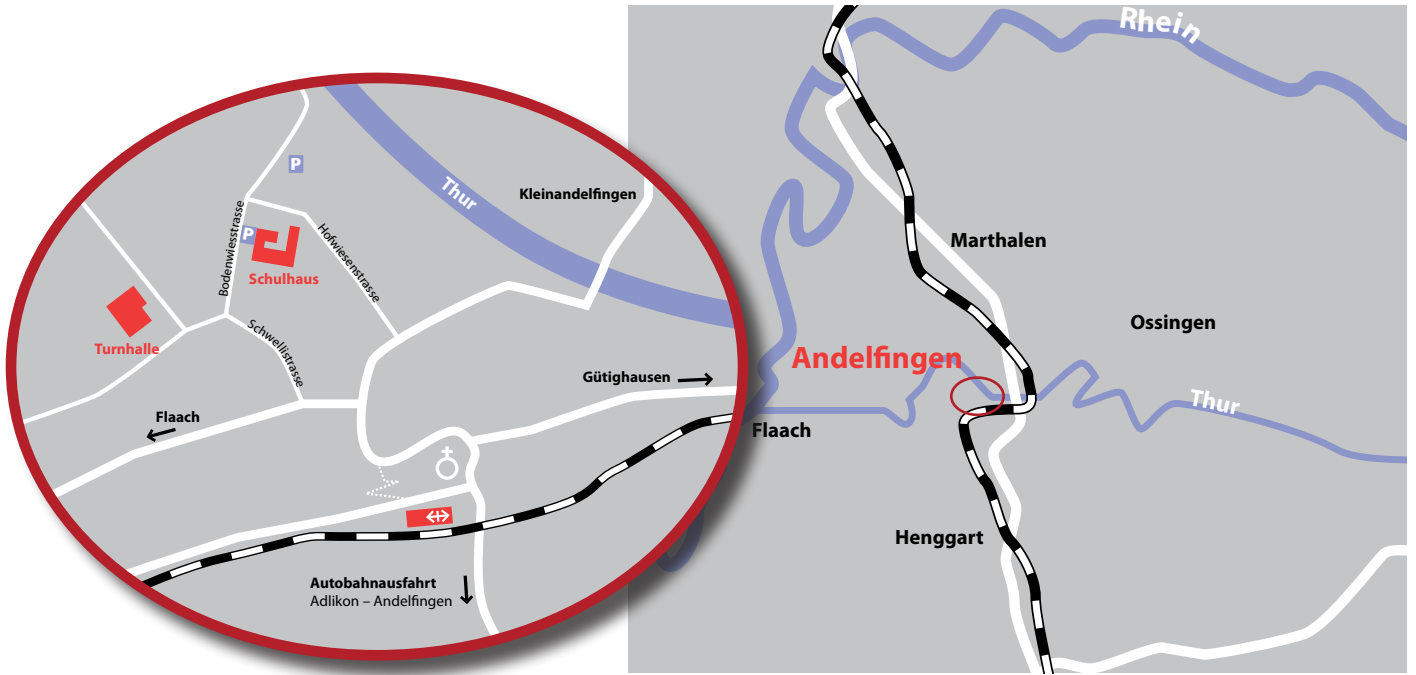 P
P
Thur
Kleinandelfingen
Bodenwiesstrasse
Hofwiesenstrasse
Schulhaus
Schwellistrasse
Turnhalle
Flaach
Gütighausen
Autobahnausfahrt
Adlikon – Andelfingen
Rhein
Marthalen
Ossingen
Andelfingen
Thur
Flaach
Henggart